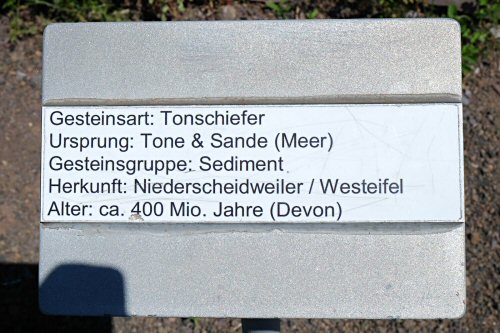 Gesteinsart: Tonschiefer
Ursprung: Tone & Sande (Meer)
Gesteinsgruppe: Sediment
Herkunft: Niederscheidweiler / Westeifel
Alter: ca. 400 Mio. Jahre (Devon)